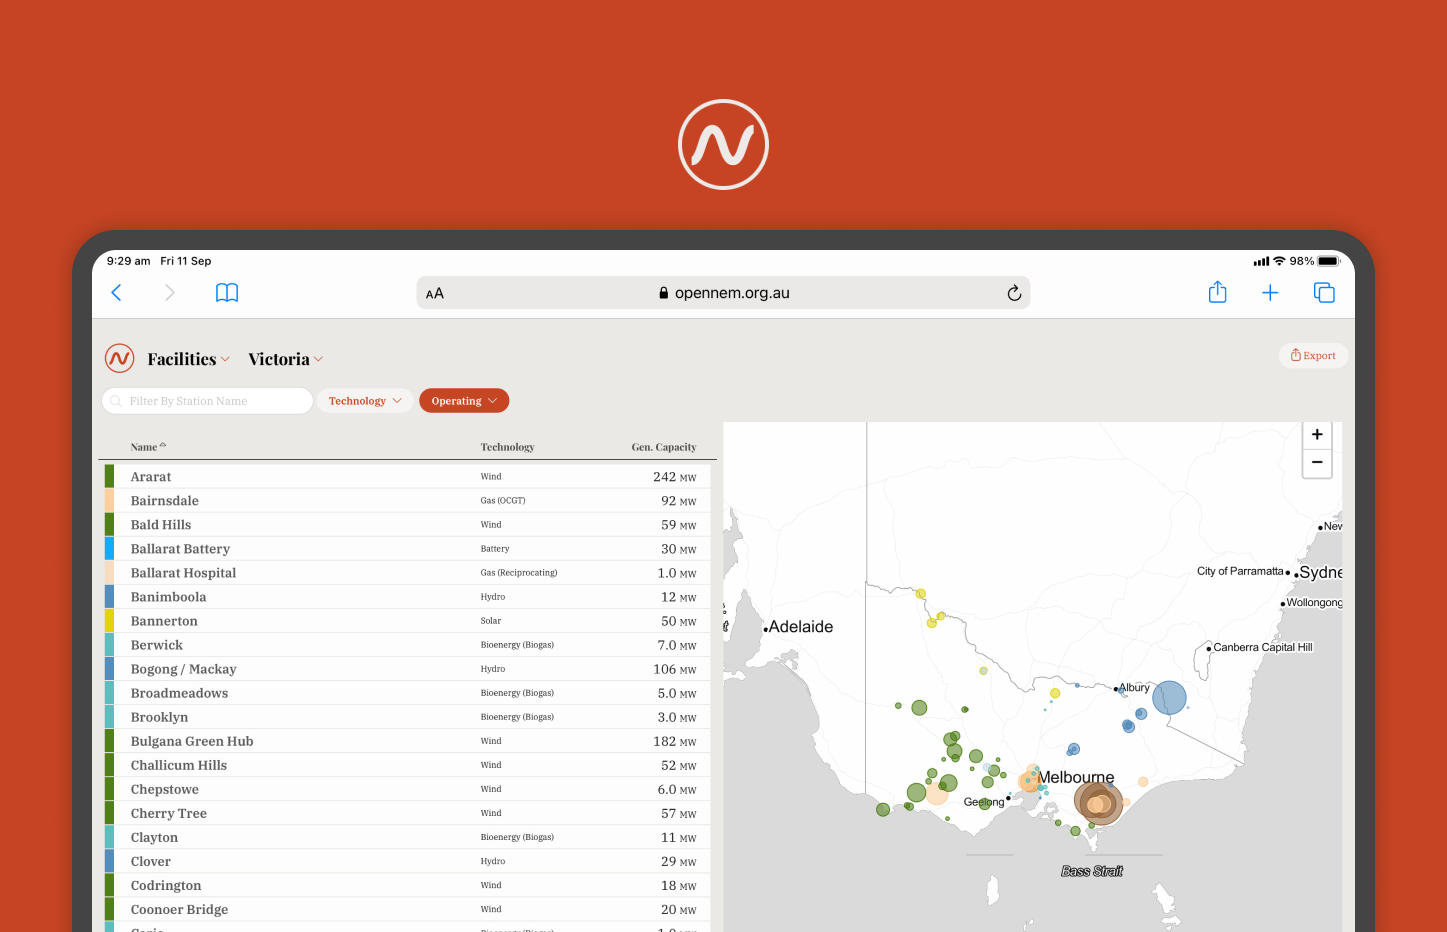 9:29 am Fri 11 Sep
98%
AA
opennem.org.au
Facilities Victoria
Export
Filter By Station Name
Technology
Operating
Name Technology Gen. Capacity
Ararat Wind 242 MW
Bairnsdale Gas (OCGT) 92 MW
Bald Hills Wind 59 MW
Ballarat Battery Battery 30 MW
Ballarat Hospital Gas (Reciprocating) 1.0 MW
Banimboola Hydro 12 MW
Bannerton Solar 50 MW
Berwick Bioenergy (Biogas) 7.0 MW
Bogong / Mackay Hydro 106 MW
Broadmeadows Bioenergy (Biogas) 5.0 MW
Brooklyn Bioenergy (Biogas) 3.0 MW
Bulgana Green Hub Wind 182 MW
Challicum Hills Wind 52 MW
Chepstowe Wind 6.0 MW
Cherry Tree Wind 57 MW
Clayton Bioenergy (Biogas) 11 MW
Clover Hydro 29 MW
Codrington Wind 18 MW
Coonoer Bridge Wind 20 MW
+
−
New
City of Parramatta
Sydne
Wollongong
Adelaide
Canberra Capital Hill
Albury
Melbourne
Geelong
Bass Strait